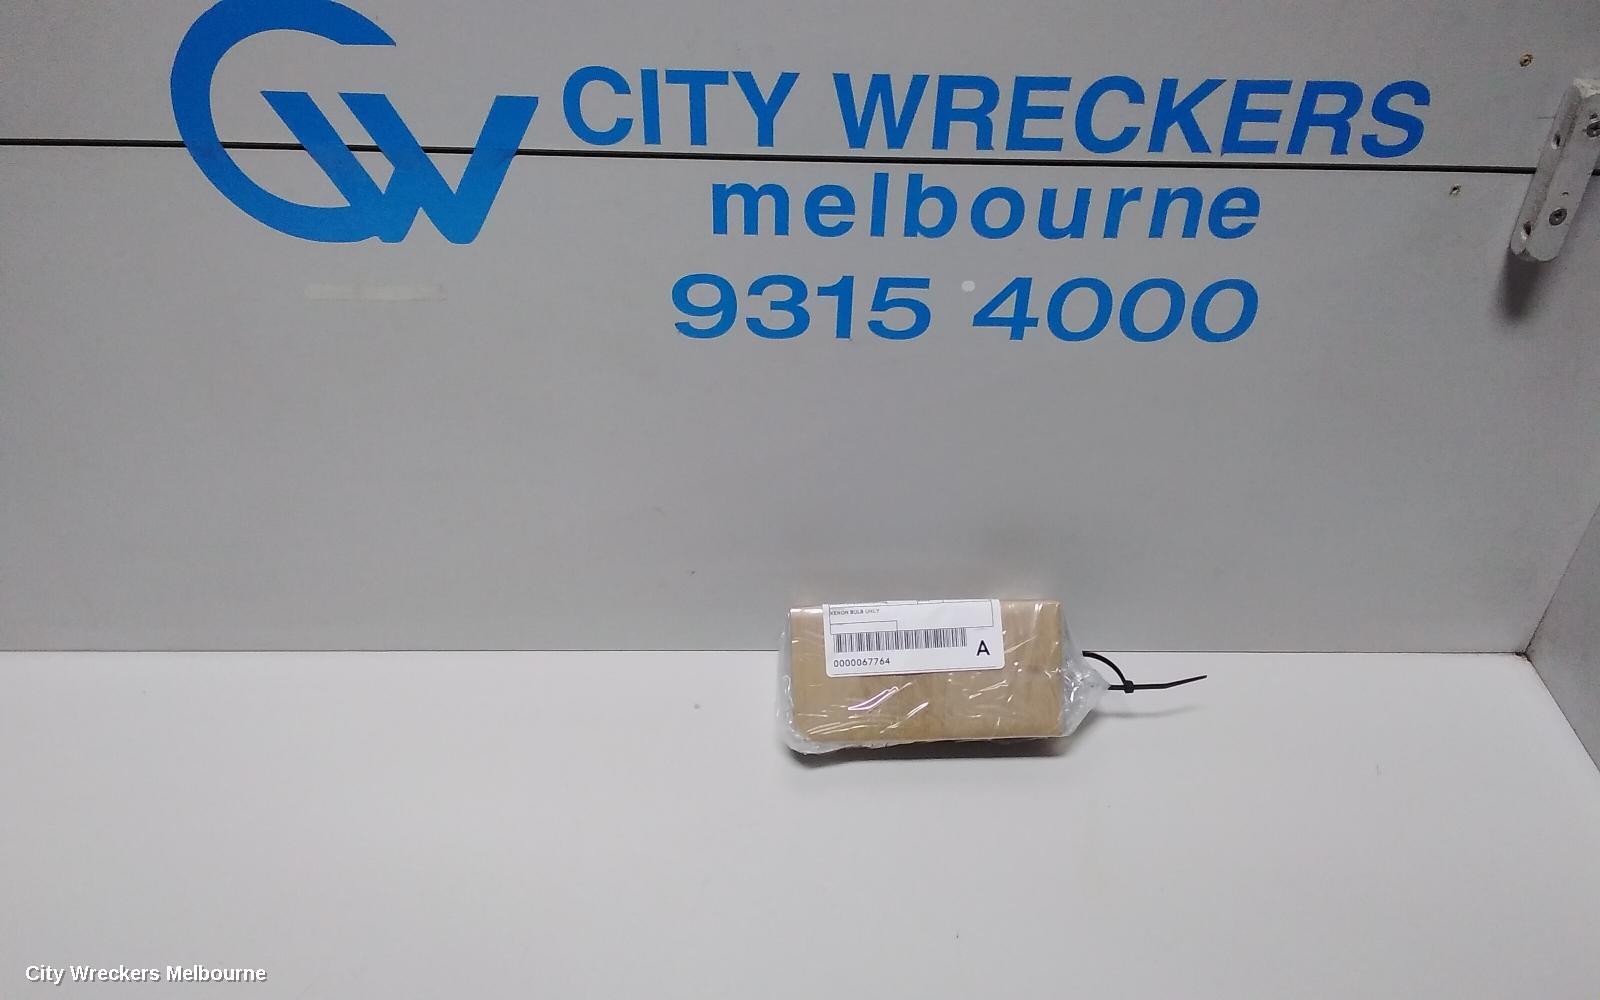 CW CITY WRECKERS
melbourne
9315 4000
XENON BULB ONLY
A
0000067764
City Wreckers Melbourne